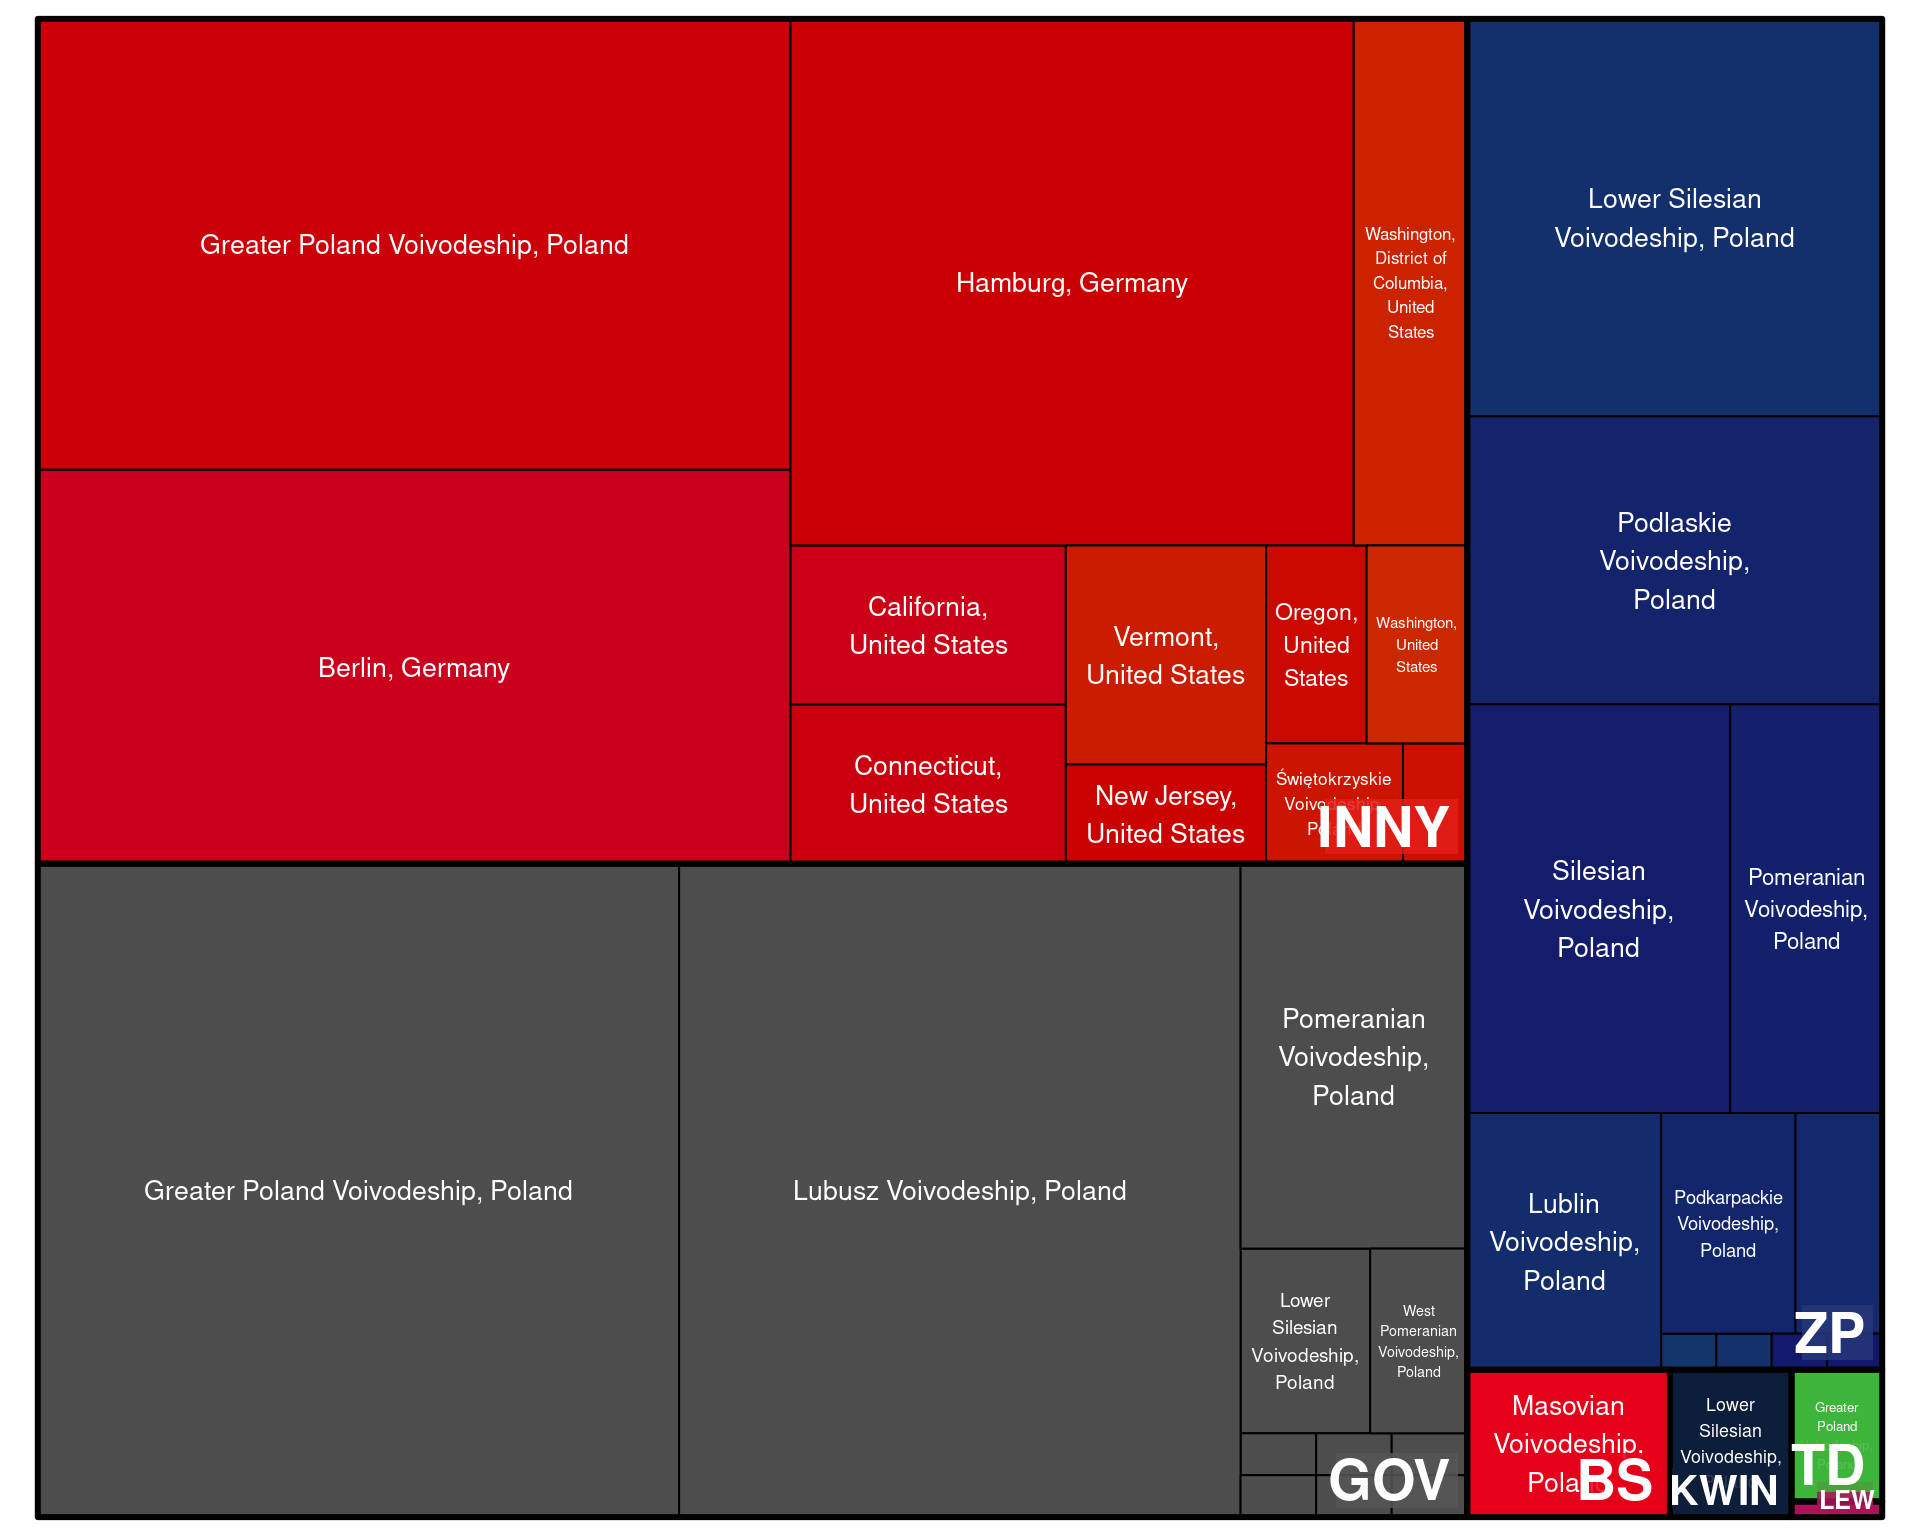 Greater Poland Voivodeship, Poland
Hamburg, Germany
Washington,
District of
Columbia,
United
States
Berlin, Germany
California,
United States
Connecticut,
United States
Vermont,
United States
New Jersey,
United States
Oregon,
United
States
Washington,
United
States
Świętokrzyskie
INNY
Lower Silesian
Voivodeship, Poland
Podlaskie
Voivodeship,
Poland
Silesian
Voivodeship,
Poland
Pomeranian
Voivodeship,
Poland
Lublin
Voivodeship,
Poland
Podkarpackie
Voivodeship,
Poland
ZP
Greater Poland Voivodeship, Poland
Lubusz Voivodeship, Poland
Pomeranian
Voivodeship,
Poland
Lower
Silesian
Voivodeship,
Poland
West
Pomeranian
Voivodeship,
Poland
GOV
Masovian
Voivodeship,
BS
Lower
Silesian
Voivodeship,
KWIN
Greater
Poland
TD
LEW